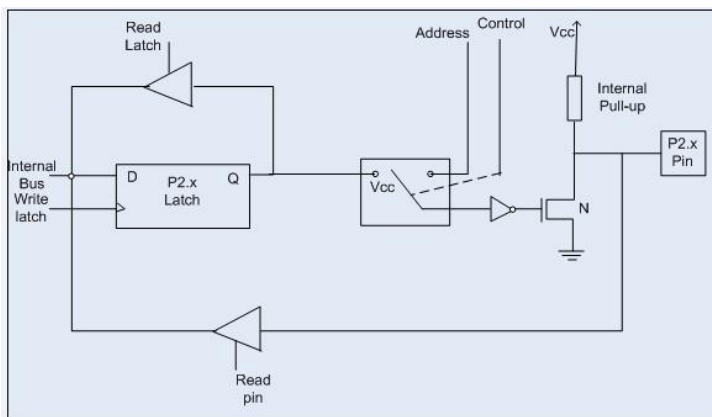 Read
Latch
Address
Control
Vcc
Internal
Pull-up
P2.x
Pin
Internal
Bus
Write
latch
D
P2.x
Latch
Q
Vcc
N
Read
pin